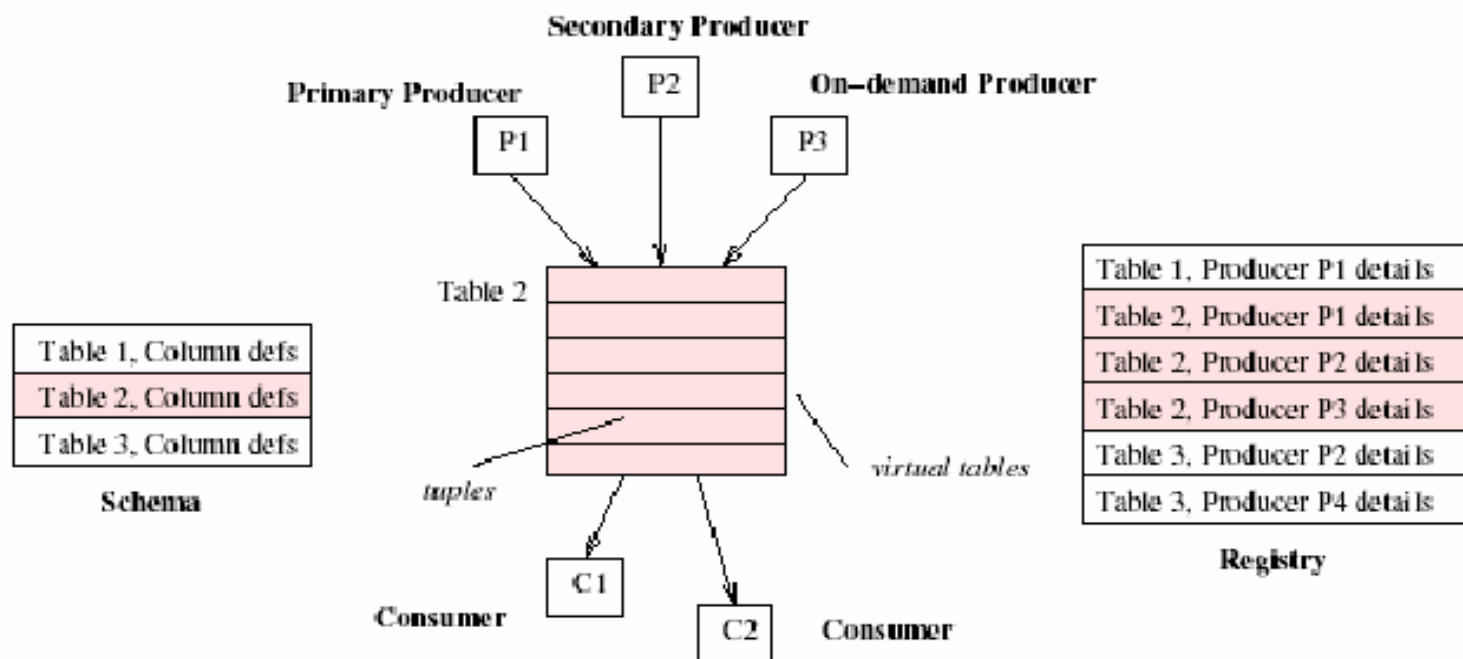 Secondary Producer
P2
Primary Producer
On-demand Producer
P1
P3
Table 2
Table 1, Column defs
Table 2, Column defs
Table 3, Column defs
Schema
tuples
virtual tables
Table 1, Producer P1 details
Table 2, Producer P1 details
Table 2, Producer P2 details
Table 2, Producer P3 details
Table 3, Producer P2 details
Table 3, Producer P4 details
Registry
C1
Consumer
C2
Consumer